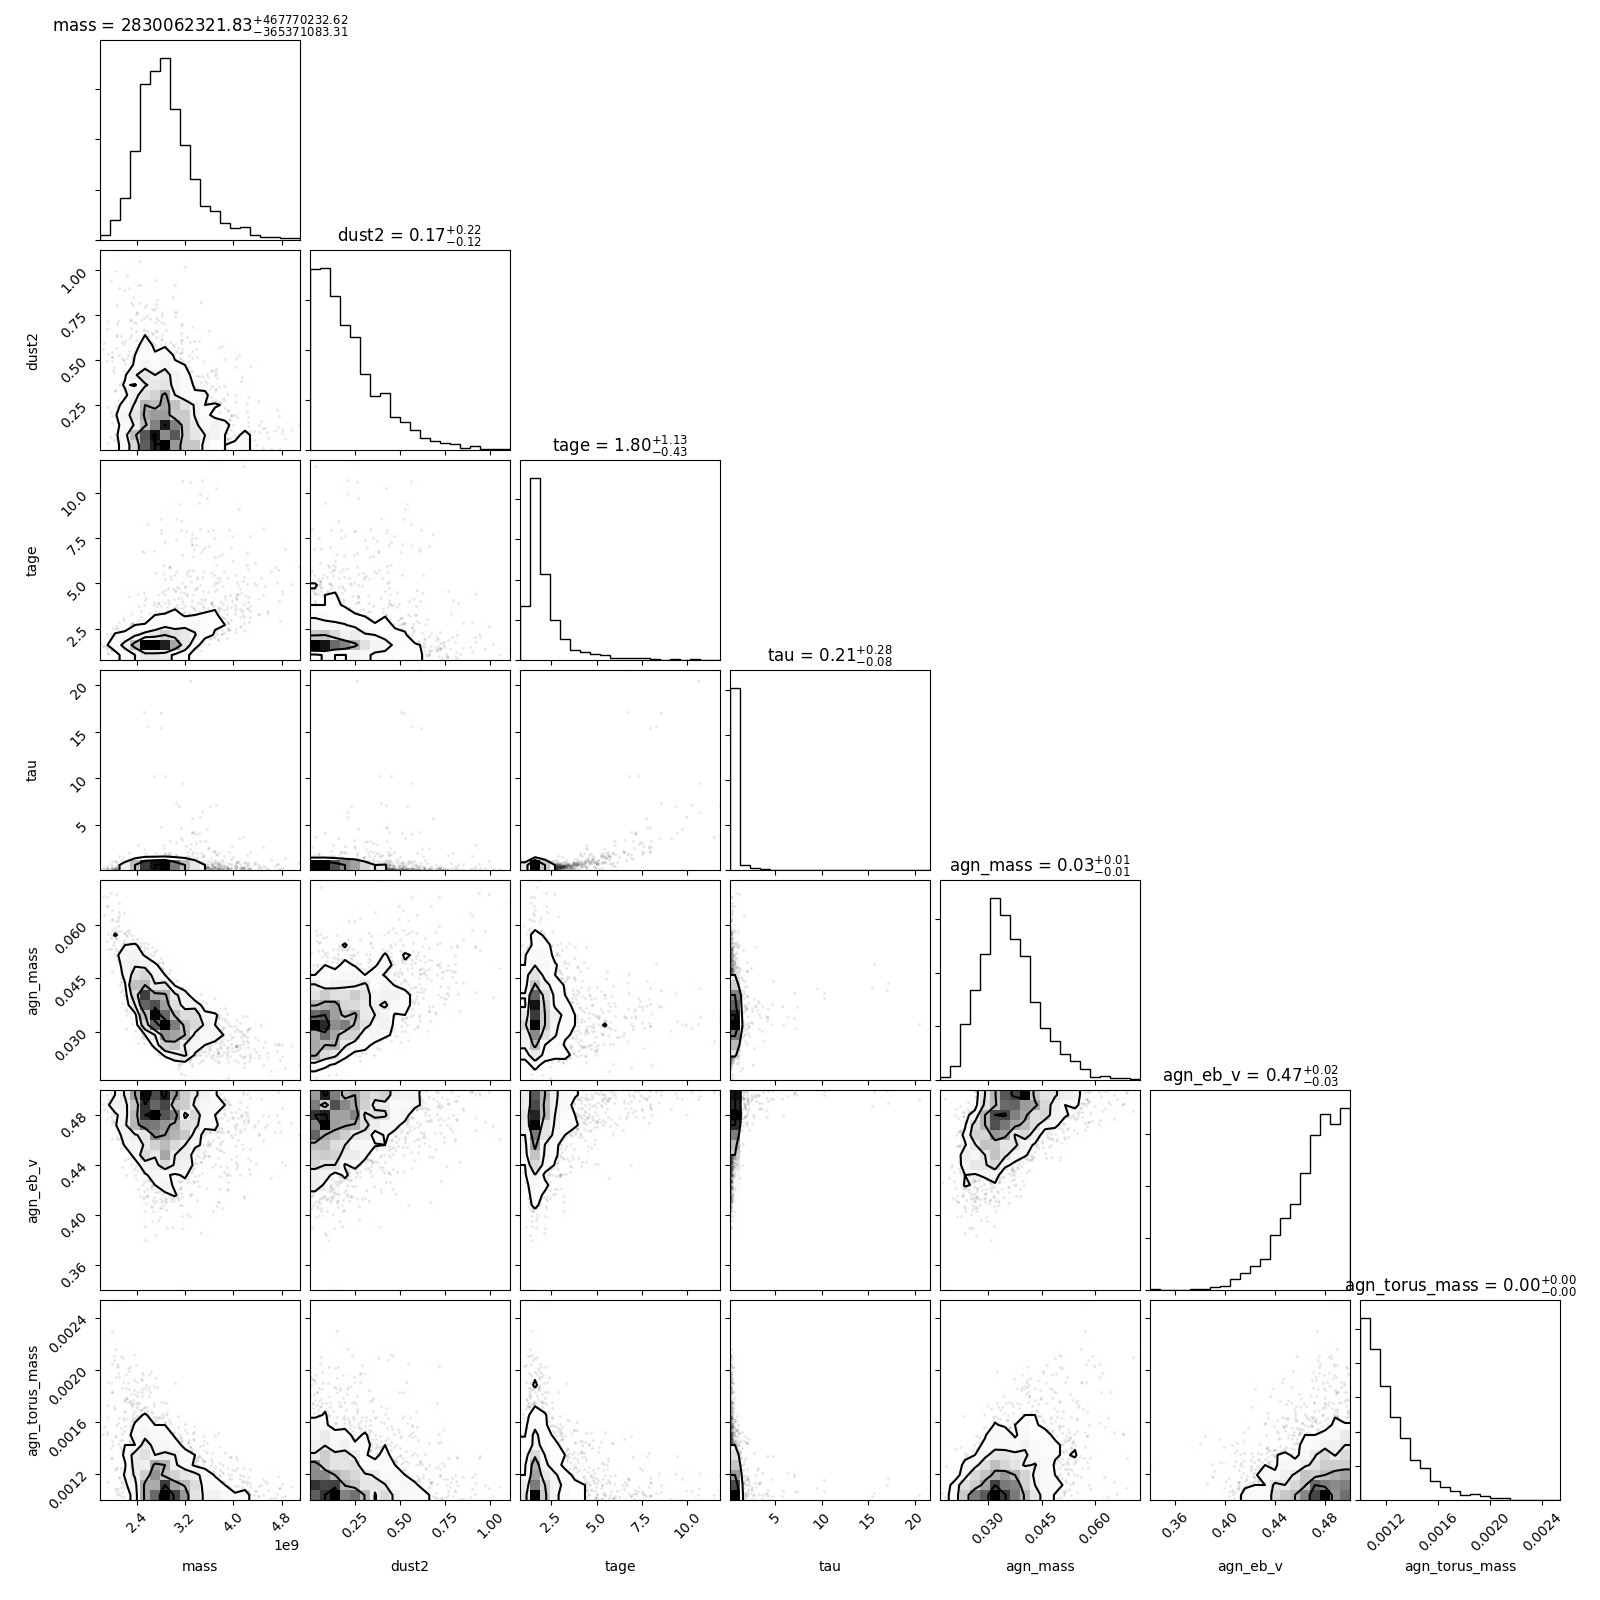 mass = 2830062321.83+467770232.62−365371083.31
dust2 = 0.17+0.22−0.12
1.00
0.75
0.50
0.25
dust2
tage = 1.80+1.13−0.43
10.0
7.5
5.0
2.5
tage
tau = 0.21+0.28−0.08
20
15
10
5
tau
agn_mass = 0.03+0.01−0.01
0.060
0.045
0.030
agn_mass
agn_eb_v = 0.47+0.02−0.03
0.48
0.44
0.40
0.36
agn_eb_v
agn_torus_mass = 0.00+0.00−0.00
0.0024
0.0020
0.0016
0.0012
agn_torus_mass
2.4 3.2 4.0 4.8 0.25 0.50 0.75 1.00 2.5 5.0 7.5 10.0 5 10 15 20 0.030 0.045 0.060 0.36 0.40 0.44 0.48 0.0012 0.0016 0.0020 0.0024
1e9
mass dust2 tage tau agn_mass agn_eb_v agn_torus_mass